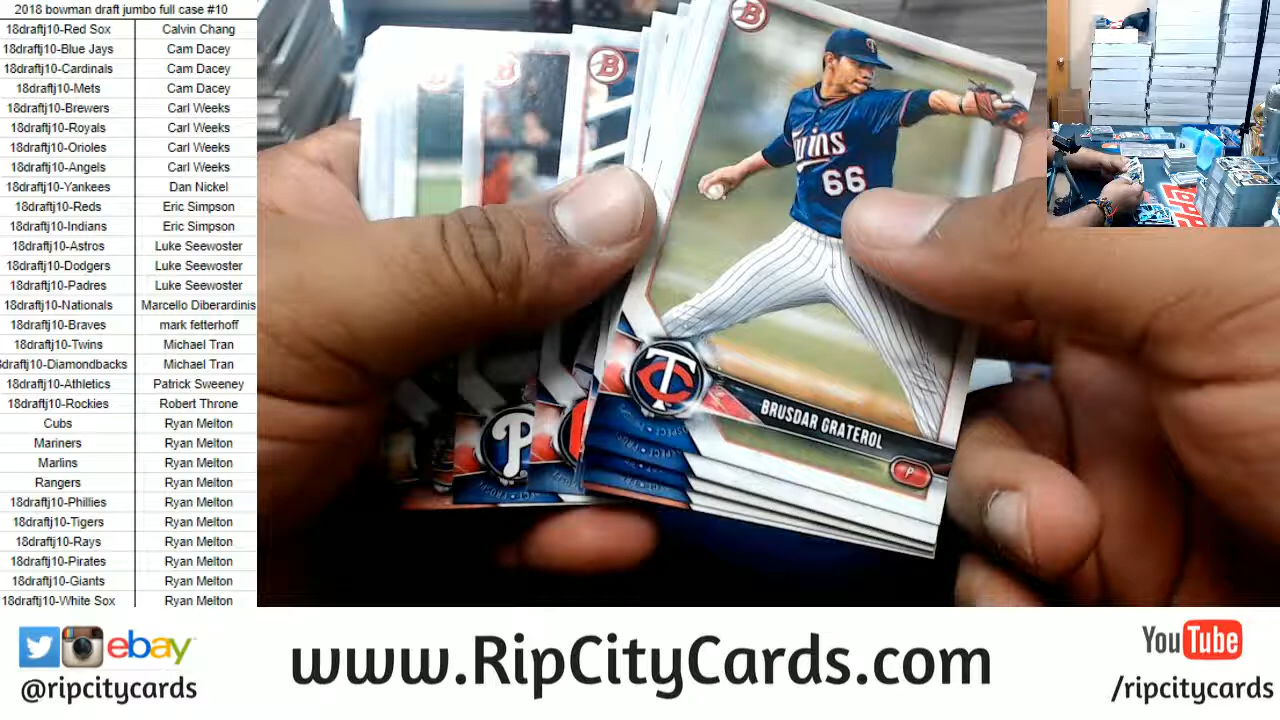 2018 bowman draft jumbo full case #10
18draftj10-Red Sox Calvin Chang
18draftj10-Blue Jays Cam Dacey
18draftj10-Cardinals Cam Dacey
18draftj10-Mets Cam Dacey
18draftj10-Brewers Carl Weeks
18draftj10-Royals Carl Weeks
18draftj10-Orioles Carl Weeks
18draftj10-Angels Carl Weeks
18draftj10-Yankees Dan Nickel
18draftj10-Reds Eric Simpson
18draftj10-Indians Eric Simpson
18draftj10-Astros Luke Seewoster
18draftj10-Dodgers Luke Seewoster
18draftj10-Padres Luke Seewoster
18draftj10-Nationals Marcello Diberardinis
18draftj10-Braves mark fetterhoff
18draftj10-Twins Michael Tran
8draftj10-Diamondbacks Michael Tran
18draftj10-Athletics Patrick Sweeney
18draftj10-Rockies Robert Throne
Cubs Ryan Melton
Mariners Ryan Melton
Marlins Ryan Melton
Rangers Ryan Melton
18draftj10-Phillies Ryan Melton
18draftj10-Tigers Ryan Melton
18draftj10-Rays Ryan Melton
18draftj10-Pirates Ryan Melton
18draftj10-Giants Ryan Melton
18draftj10-White Sox Ryan Melton
B
B
B
Twins
66
TC
BRUSDAR GRATEROL
P
P
ebay
@ripcitycards
www.RipCityCards.com
YouTube
/ripcitycards